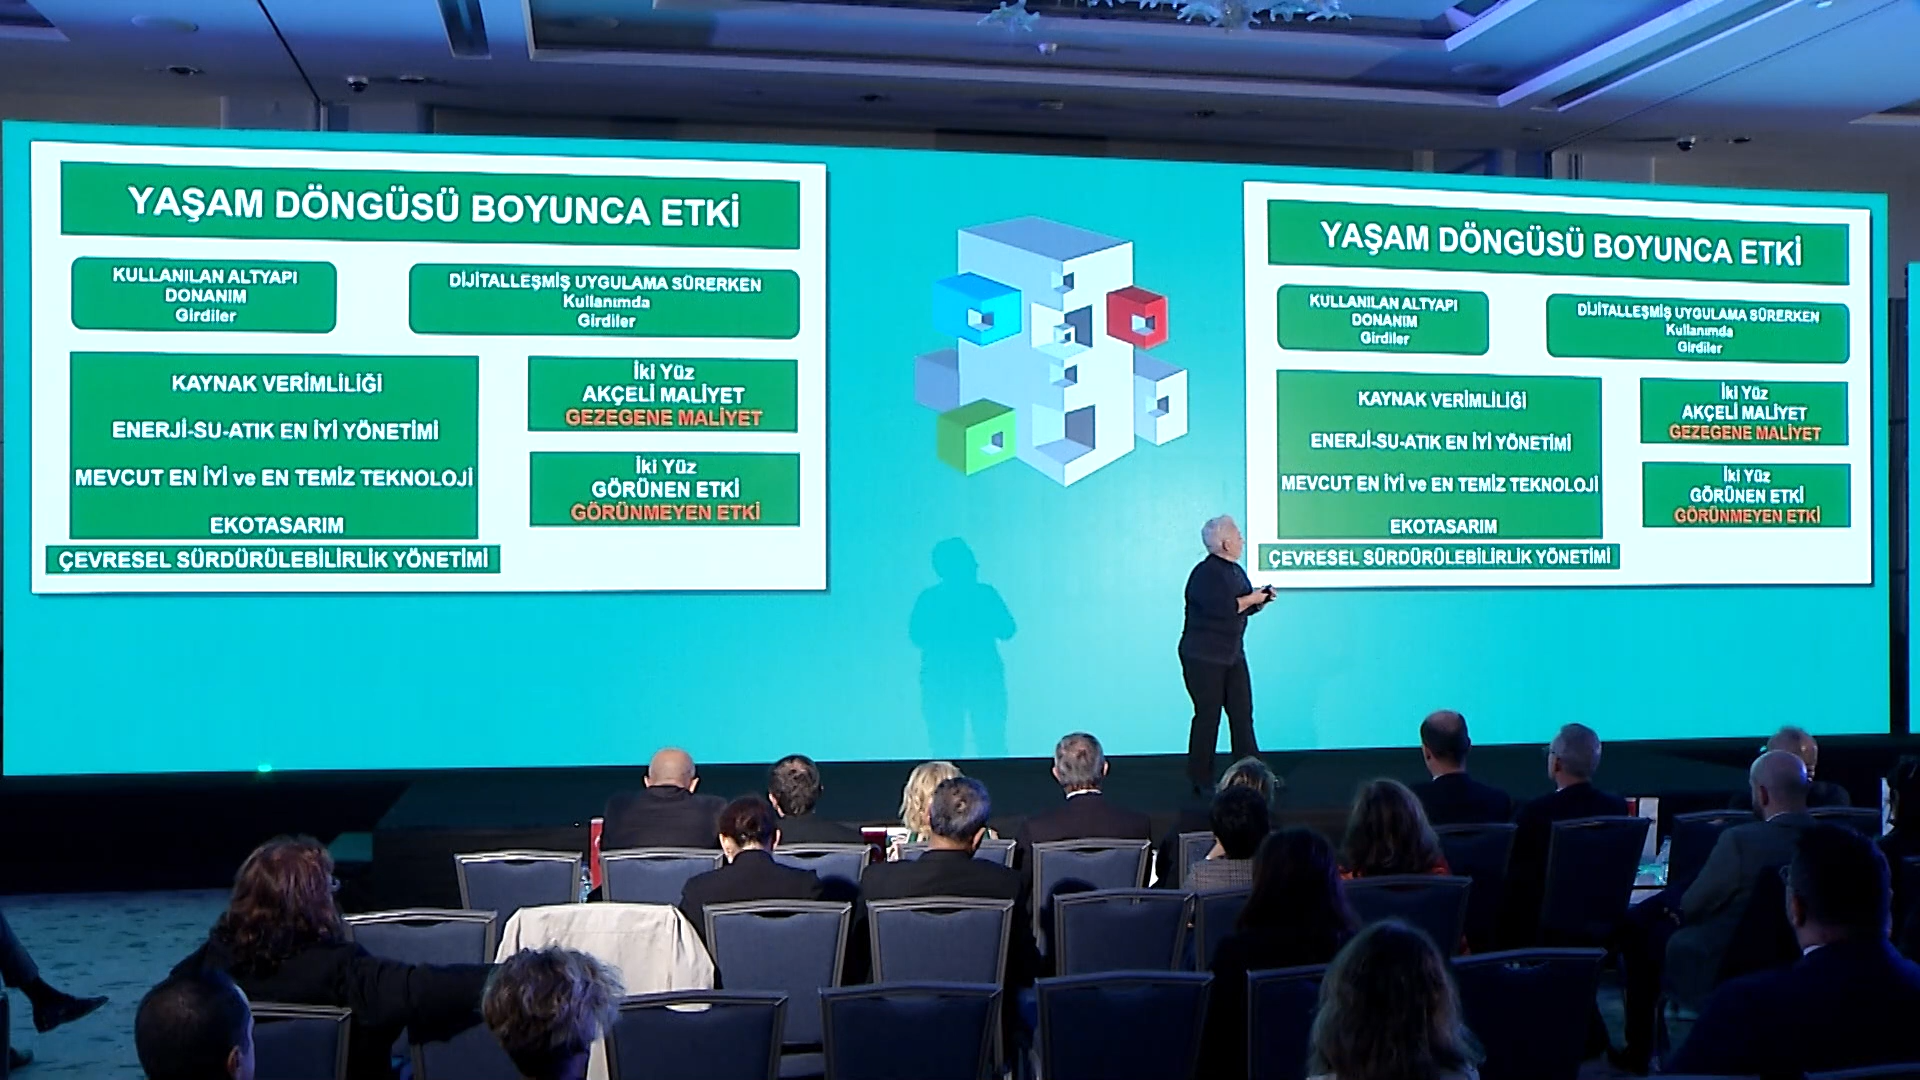 YAŞAM DÖNGÜSÜ BOYUNCA ETKİ
KULLANILAN ALTYAPI
DONANIM
Girdiler
DİJİTALLEŞMİŞ UYGULAMA SÜRERKEN
Kullanımda
Girdiler
KAYNAK VERİMLİLİĞİ
ENERJİ-SU-ATIK EN İYİ YÖNETİMİ
MEVCUT EN İYİ ve EN TEMİZ TEKNOLOJİ
EKOTASARIM
ÇEVRESEL SÜRDÜRÜLEBİLİRLİK YÖNETİMİ
İki Yüz
AKÇELİ MALİYET
GEZEGENE MALİYET
İki Yüz
GÖRÜNEN ETKİ
GÖRÜNMEYEN ETKİ
YAŞAM DÖNGÜSÜ BOYUNCA ETKİ
KULLANILAN ALTYAPI
DONANIM
Girdiler
DİJİTALLEŞMİŞ UYGULAMA SÜRERKEN
Kullanımda
Girdiler
KAYNAK VERİMLİLİĞİ
ENERJİ-SU-ATIK EN İYİ YÖNETİMİ
MEVCUT EN İYİ ve EN TEMİZ TEKNOLOJİ
EKOTASARIM
ÇEVRESEL SÜRDÜRÜLEBİLİRLİK YÖNETİMİ
İki Yüz
AKÇELİ MALİYET
GEZEGENE MALİYET
İki Yüz
GÖRÜNEN ETKİ
GÖRÜNMEYEN ETKİ